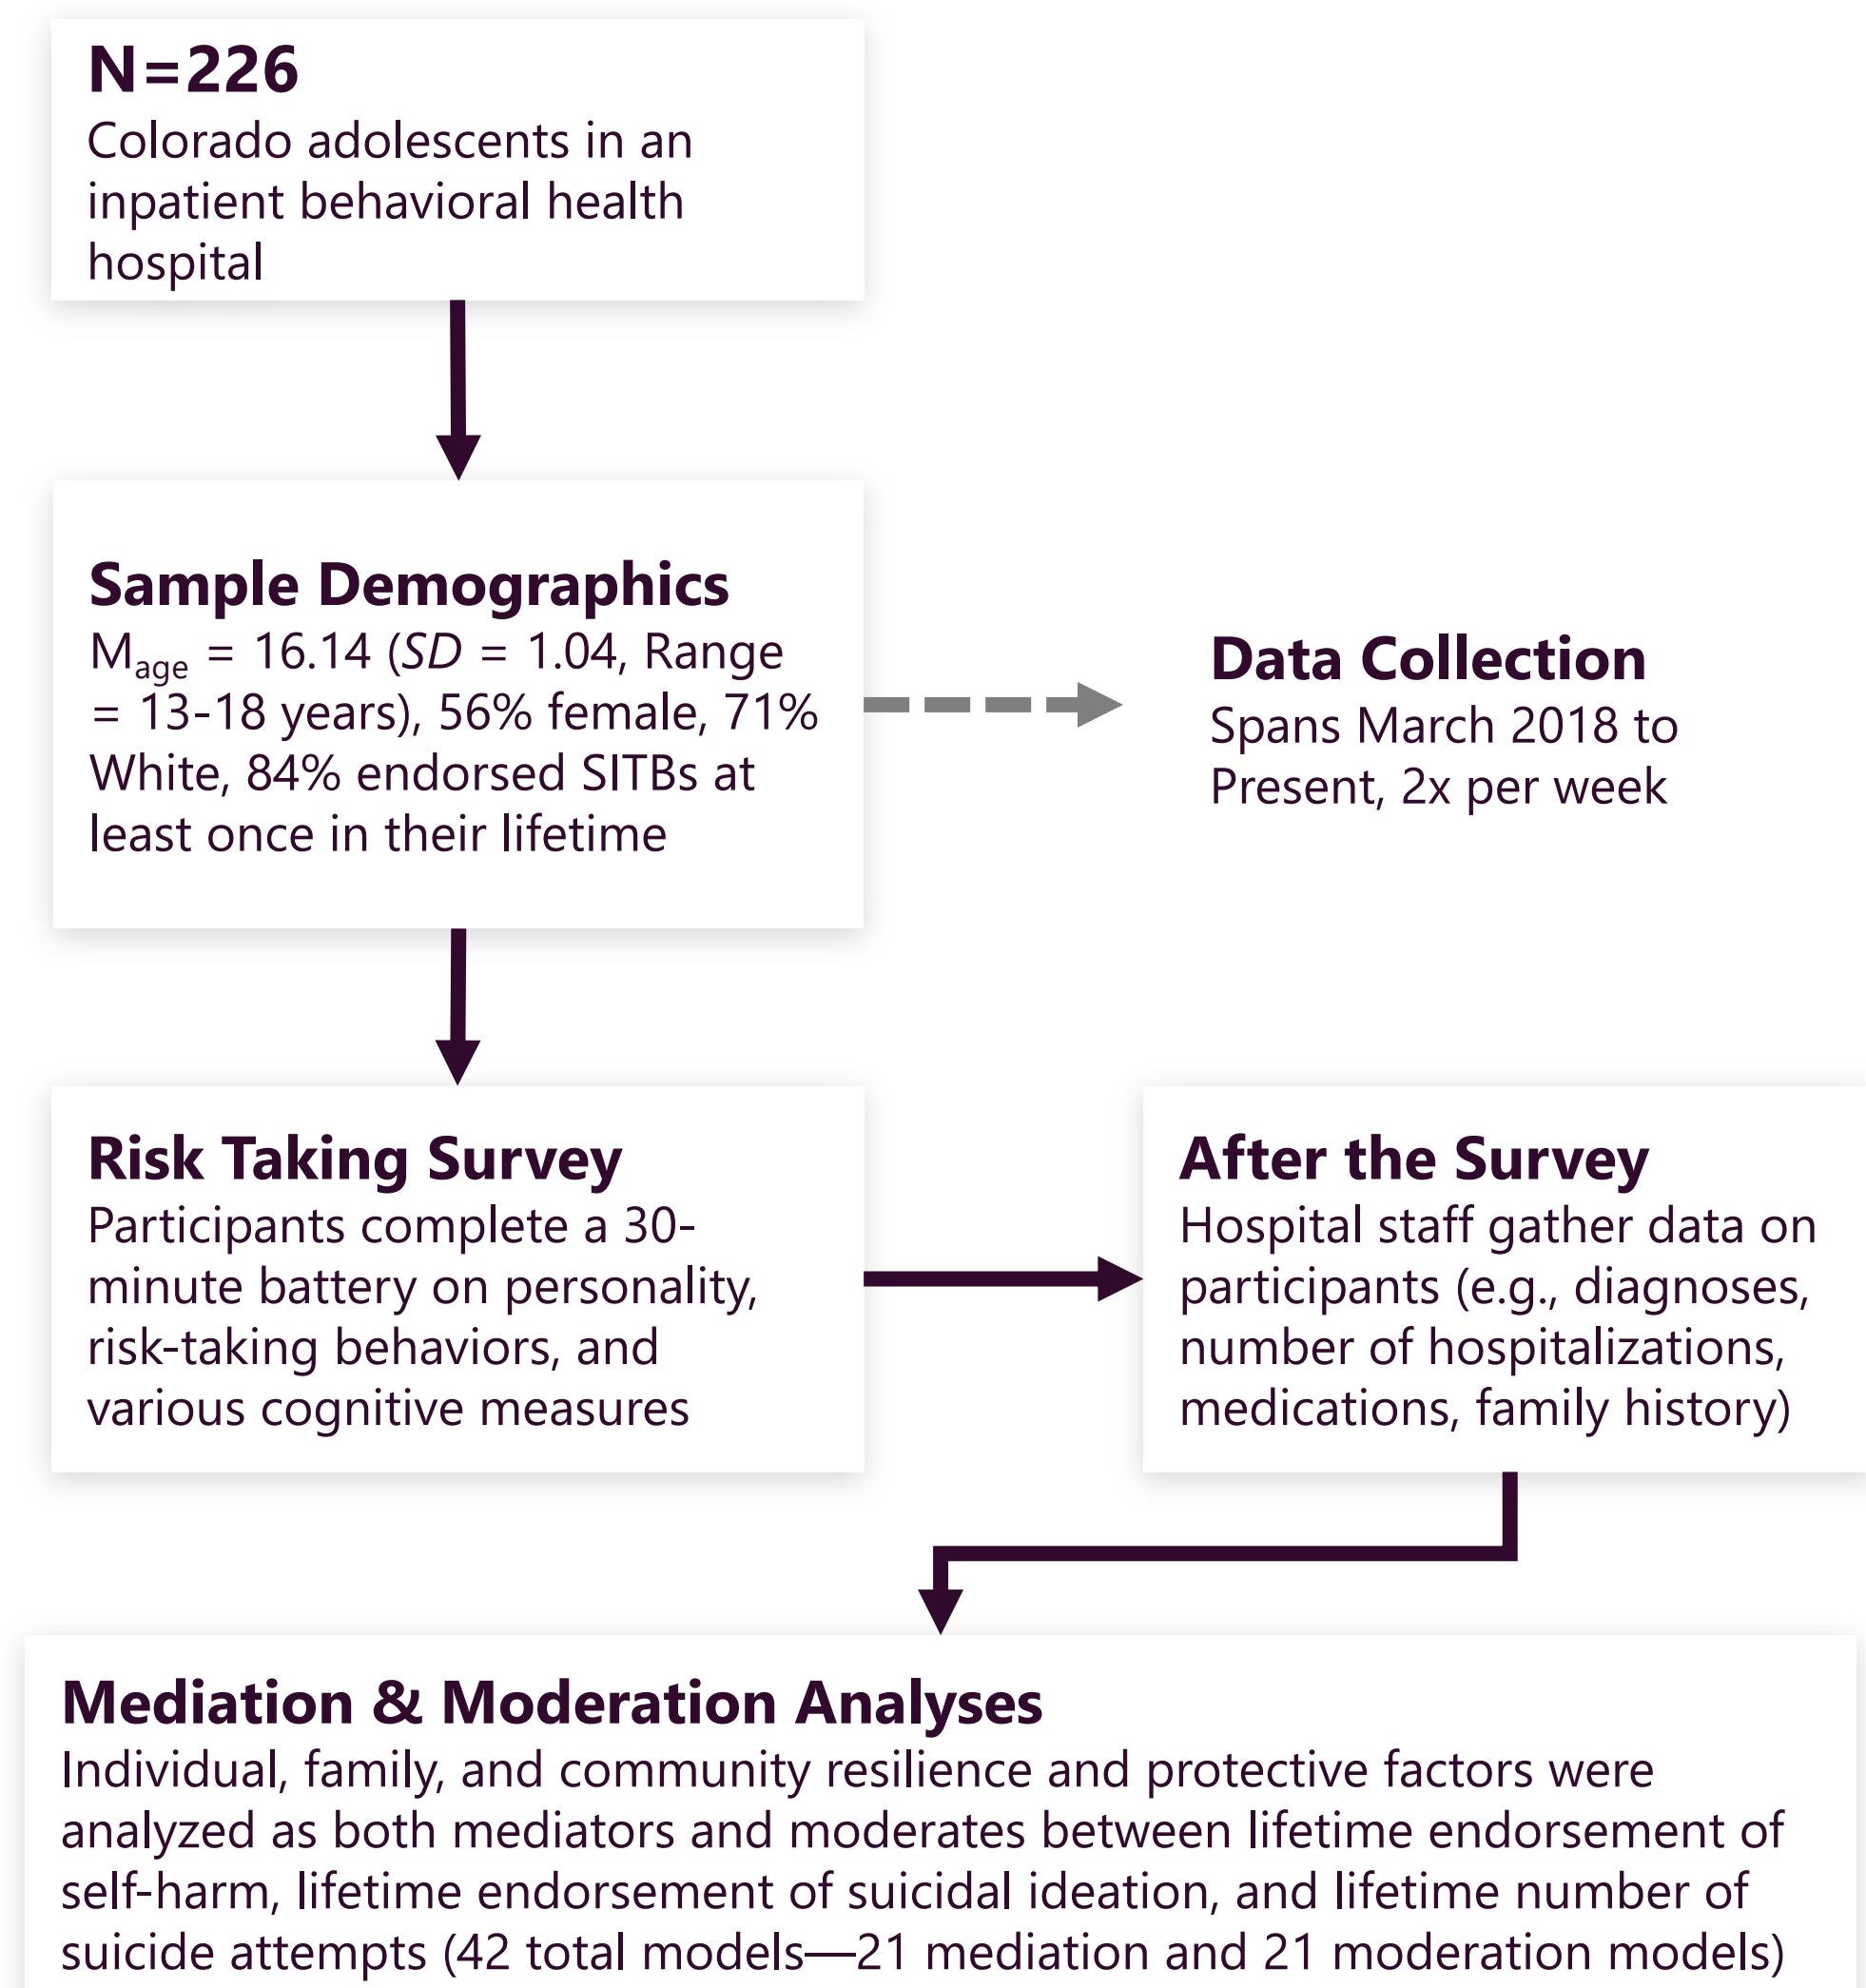 N=226
Colorado adolescents in an
inpatient behavioral health
hospital
Sample Demographics
Mage = 16.14 (SD = 1.04, Range
= 13-18 years), 56% female, 71%
White, 84% endorsed SITBs at
least once in their lifetime
Data Collection
Spans March 2018 to
Present, 2x per week
Risk Taking Survey
Participants complete a 30-
minute battery on personality,
risk-taking behaviors, and
various cognitive measures
After the Survey
Hospital staff gather data on
participants (e.g., diagnoses,
number of hospitalizations,
medications, family history)
Mediation & Moderation Analyses
Individual, family, and community resilience and protective factors were
analyzed as both mediators and moderates between lifetime endorsement of
self-harm, lifetime endorsement of suicidal ideation, and lifetime number of
suicide attempts (42 total models—21 mediation and 21 moderation models)